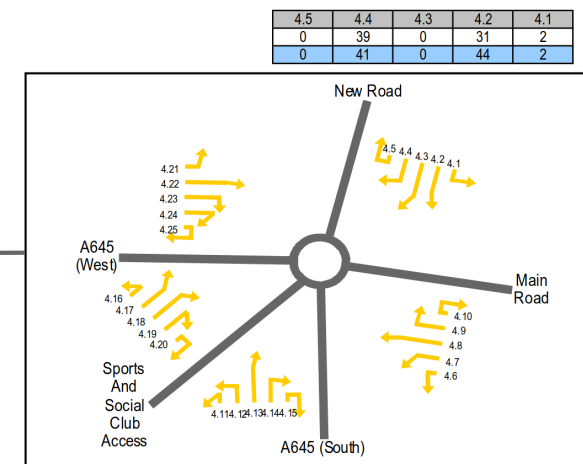 4.5 4.4 4.3 4.2 4.1
0 39 0 31 2
0 41 0 44 2
New Road
4.5 4.4 4.3 4.2 4.1
4.21
4.22
4.23
4.24
4.25
A645
(West)
Main
Road
4.16
4.17
4.18
4.19
4.20
4.10
4.9
4.8
4.7
4.6
Sports
And
Social
Club
Access
4.11 4.12 4.13 4.14 4.15
A645 (South)